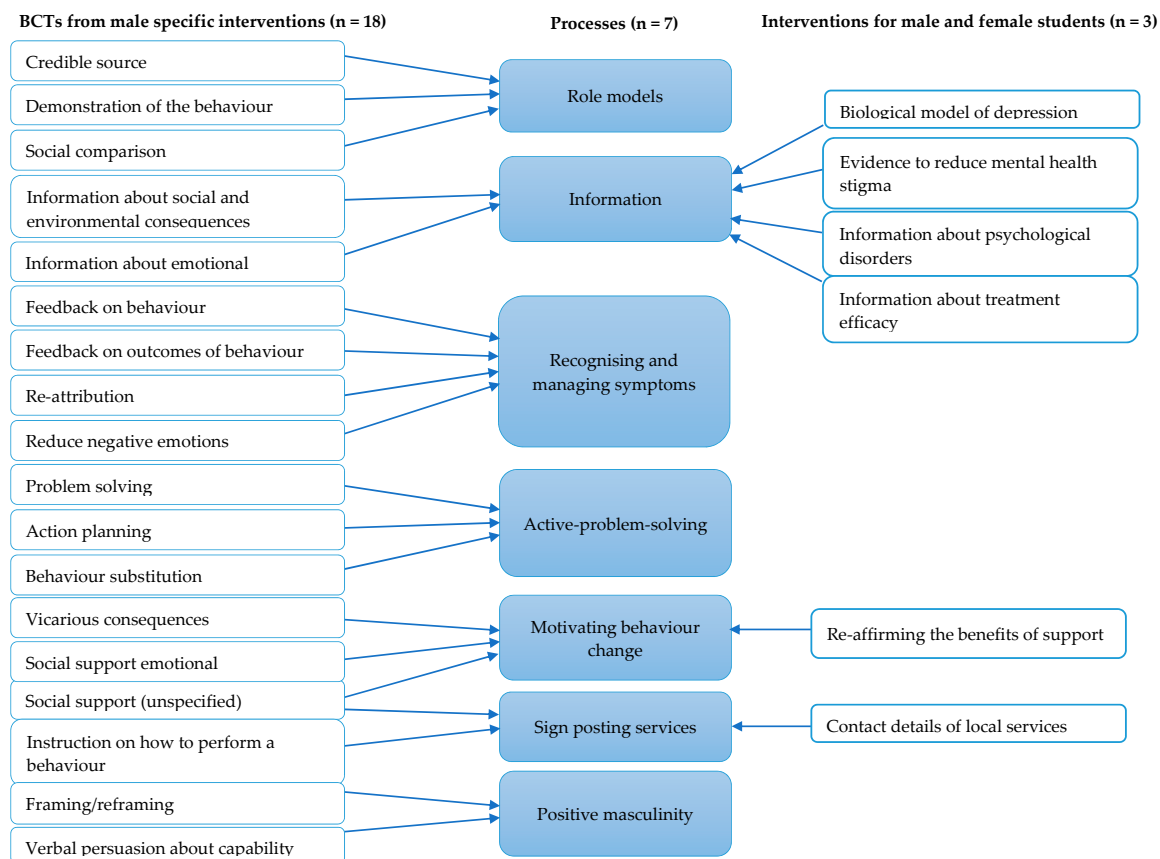 BCTs from male specific interventions (n = 18)
Processes (n = 7)
Interventions for male and female students (n = 3)
Credible source
Demonstration of the behaviour
Social comparison
Information about social and
environmental consequences
Information about emotional
Feedback on behaviour
Feedback on outcomes of behaviour
Re-attribution
Reduce negative emotions
Problem solving
Action planning
Behaviour substitution
Vicarious consequences
Social support emotional
Social support (unspecified)
Instruction on how to perform a
behaviour
Framing/reframing
Verbal persuasion about capability
Role models
Information
Recognising and
managing symptoms
Active-problem-solving
Motivating behaviour
change
Sign posting services
Positive masculinity
Biological model of depression
Evidence to reduce mental health
stigma
Information about psychological
disorders
Information about treatment
efficacy
Re-affirming the benefits of support
Contact details of local services